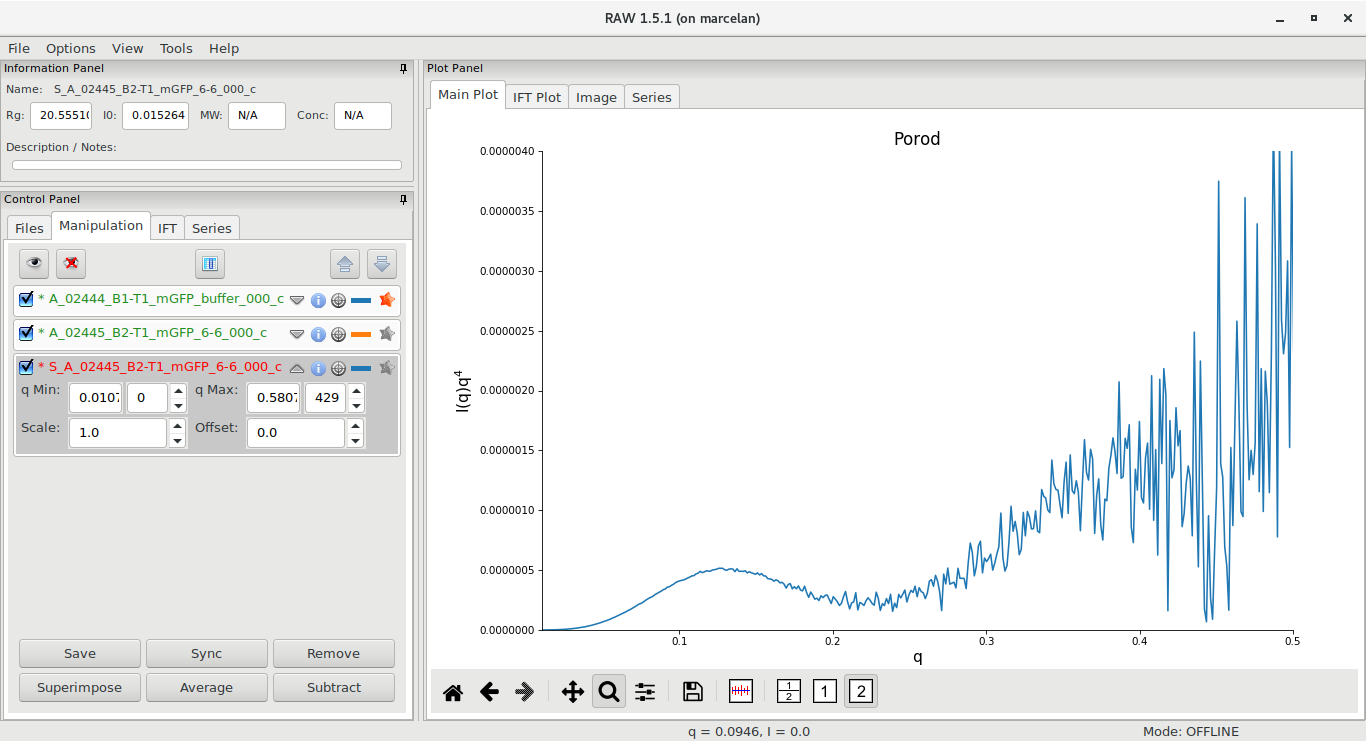 RAW 1.5.1 (on marcelan)
File Options View Tools Help
Information Panel
Name: S_A_02445_B2-T1_mGFP_6-6_000_c
Rg: 20.5551( I0: 0.015264 MW: N/A Conc: N/A
Description / Notes:
Control Panel
Files Manipulation IFT Series
* A_02444_B1-T1_mGFP_buffer_000_c
* A_02445_B2-T1_mGFP_6-6_000_c
* S_A_02445_B2-T1_mGFP_6-6_000_c
q Min: 0.0107 0 q Max: 0.5807 429
Scale: 1.0 Offset: 0.0
Save Sync Remove
Superimpose Average Subtract
Plot Panel
Main Plot IFT Plot Image Series
Porod
0.0000040
0.0000035
0.0000030
0.0000025
0.0000020
0.0000015
0.0000010
0.0000005
0.0000000
I(q)q⁴
0.1 0.2 0.3 0.4 0.5
q
1 2 1 2
q = 0.0946, I = 0.0
Mode: OFFLINE